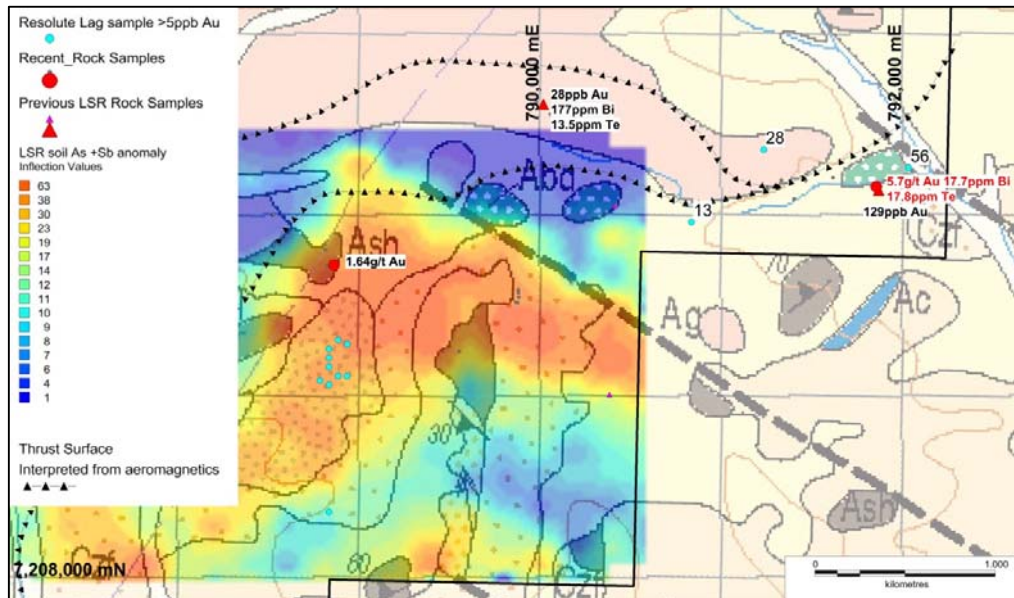 Resolute Lag sample >5ppb Au
Recent_Rock Samples
Previous LSR Rock Samples
LSR soil As +Sb anomaly
Inflection Values
63
38
30
23
19
17
14
12
11
10
9
8
7
6
4
1
Thrust Surface
Interpreted from aeromagnetics
790,000 mE
792,000 mE
28ppb Au
177ppm Bi
13.5ppm Te
28
56
13
5.7g/t Au 17.7ppm Bi
17.8ppm Te
129ppb Au
Czf
Abd
Ash
1.64g/t Au
Ag
Ac
30
Ash
60
Czf
Czf
7,208,000 mN
0 1.000
kilometres